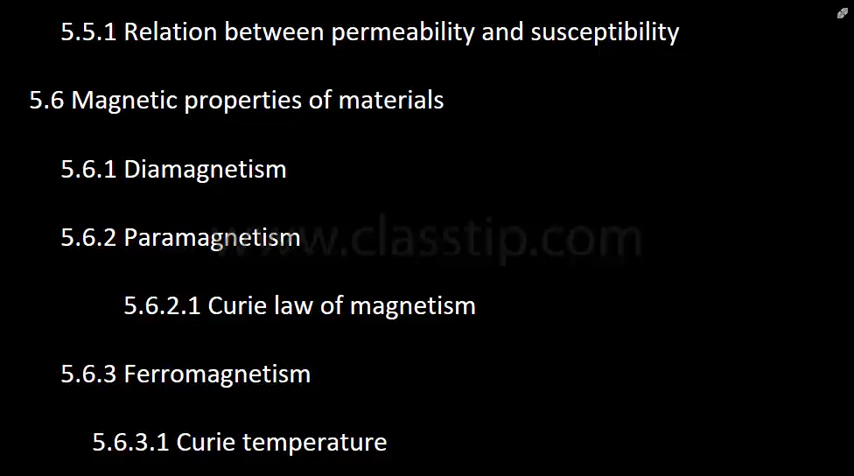 5.5.1 Relation between permeability and susceptibility
5.6 Magnetic properties of materials
5.6.1 Diamagnetism
5.6.2 Paramagnetism
www.classtip.com
5.6.2.1 Curie law of magnetism
5.6.3 Ferromagnetism
5.6.3.1 Curie temperature